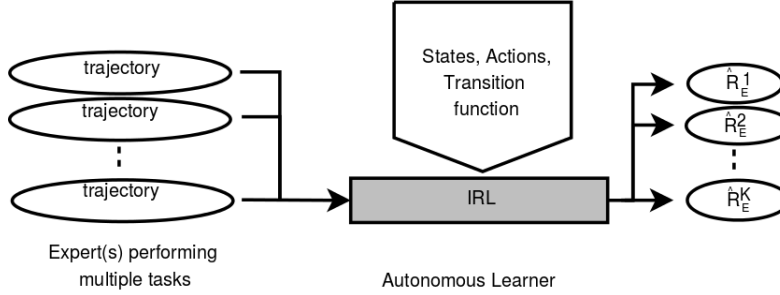 trajectory
trajectory
trajectory
Expert(s) performing
multiple tasks
States, Actions,
Transition
function
IRL
Autonomous Learner
R̂_E^1
R̂_E^2
R̂_E^K